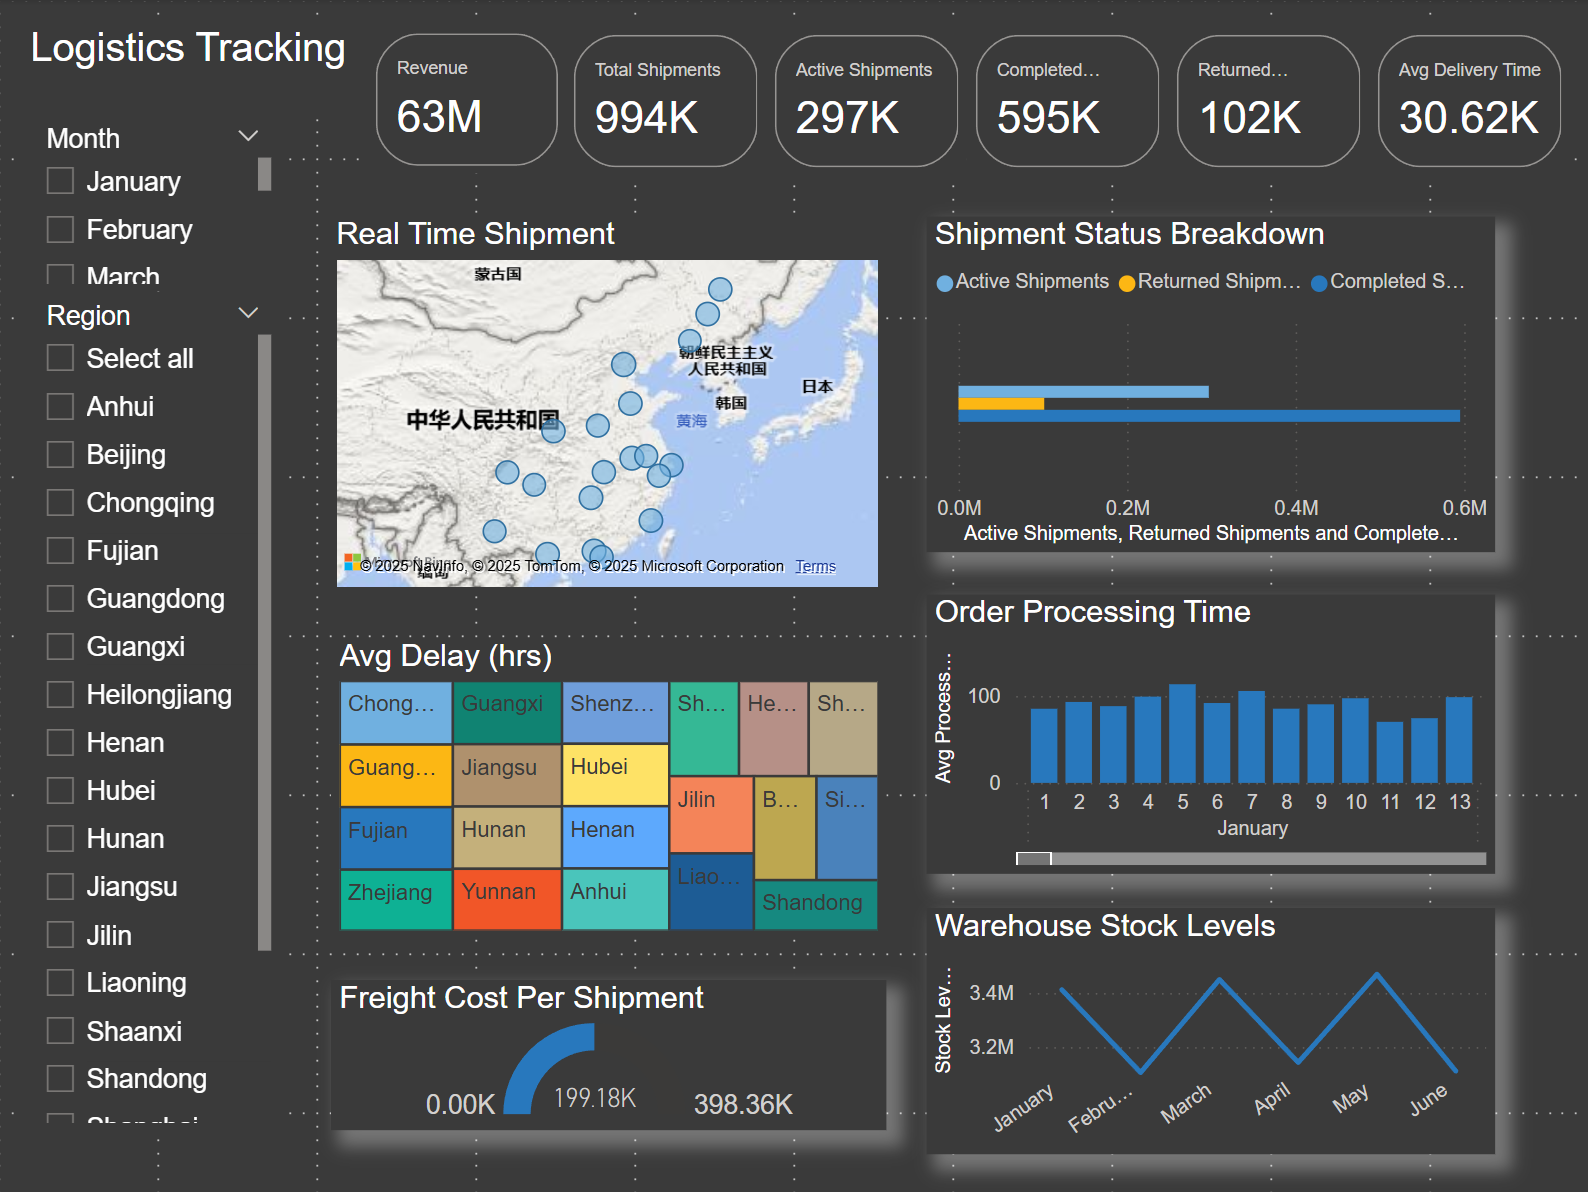 Logistics Tracking
Revenue
63M
Total Shipments
994K
Active Shipments
297K
Completed...
595K
Returned...
102K
Avg Delivery Time
30.62K
Month
January
February
March
Region
Select all
Anhui
Beijing
Chongqing
Fujian
Guangdong
Guangxi
Heilongjiang
Henan
Hubei
Hunan
Jiangsu
Jilin
Liaoning
Shaanxi
Shandong
Shanghai
Real Time Shipment
蒙古国
朝鲜民主主义
人民共和国
日本
韩国
中华人民共和国
黄海
缅甸
© 2025 NavInfo, © 2025 TomTom, © 2025 Microsoft Corporation Terms
Avg Delay (hrs)
Chong...
Guangxi
Shenz...
Sh...
He...
Sh...
Guang...
Jiangsu
Hubei
Jilin
B...
Si...
Fujian
Hunan
Henan
Liao...
Zhejiang
Yunnan
Anhui
Shandong
Freight Cost Per Shipment
0.00K
199.18K
398.36K
Shipment Status Breakdown
Active Shipments
Returned Shipm...
Completed S...
0.0M 0.2M 0.4M 0.6M
Active Shipments, Returned Shipments and Complete...
Order Processing Time
Avg Process...
100
0
1 2 3 4 5 6 7 8 9 10 11 12 13
January
Warehouse Stock Levels
Stock Lev...
3.4M
3.2M
January Febru... March April May June